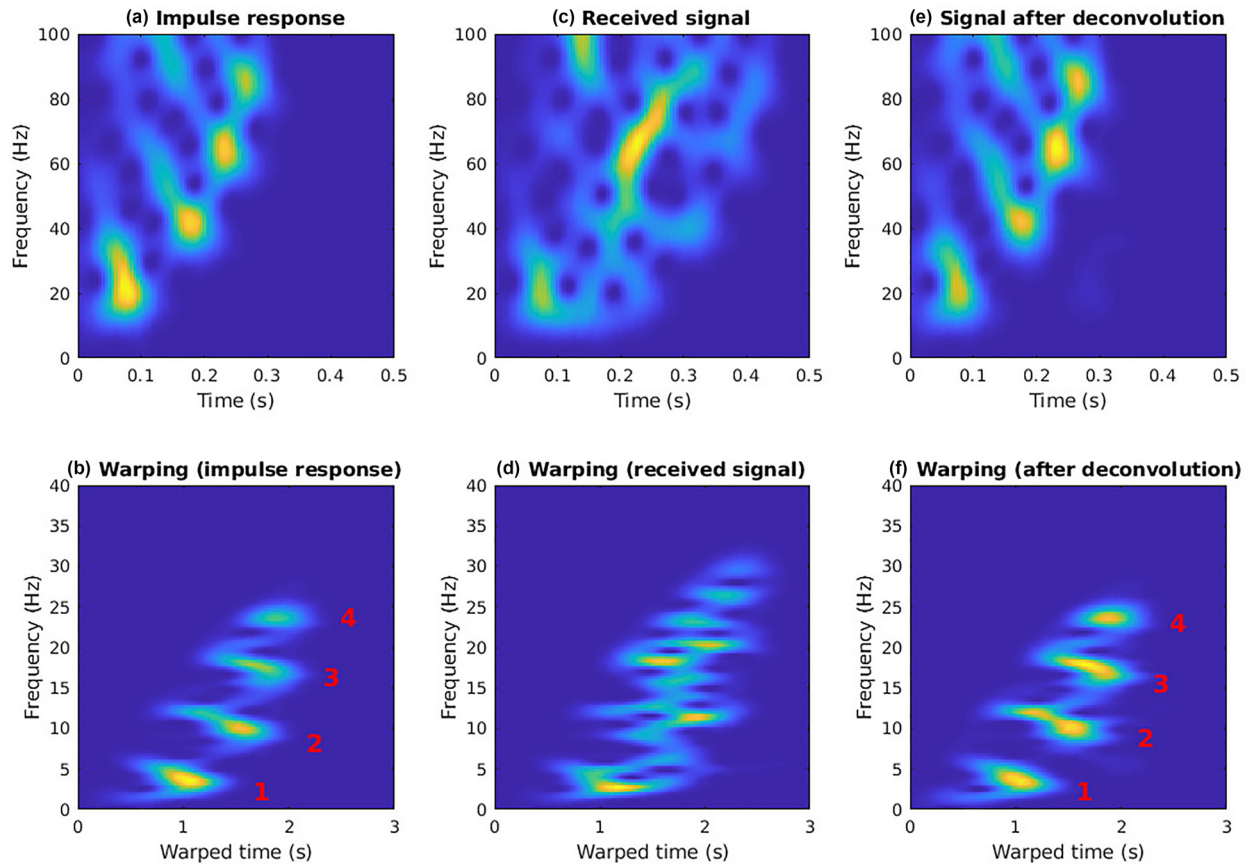 (a) Impulse response
100
80
60
40
20
0
Frequency (Hz)
0 0.1 0.2 0.3 0.4 0.5
Time (s)
(c) Received signal
100
80
60
40
20
0
Frequency (Hz)
0 0.1 0.2 0.3 0.4 0.5
Time (s)
(e) Signal after deconvolution
100
80
60
40
20
0
Frequency (Hz)
0 0.1 0.2 0.3 0.4 0.5
Time (s)
(b) Warping (impulse response)
40
35
30
25
20
15
10
5
0
Frequency (Hz)
4
3
2
1
0 1 2 3
Warped time (s)
(d) Warping (received signal)
40
35
30
25
20
15
10
5
0
Frequency (Hz)
0 1 2 3
Warped time (s)
(f) Warping (after deconvolution)
40
35
30
25
20
15
10
5
0
Frequency (Hz)
4
3
2
1
0 1 2 3
Warped time (s)